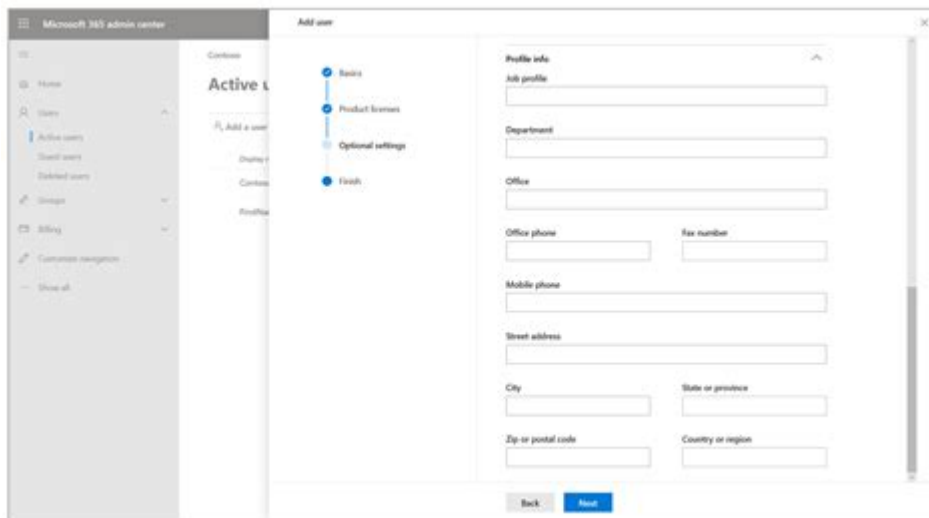 Microsoft 365 admin center
Add user
Home
Users
Active users
Guest users
Deleted users
Groups
Billing
Customize navigation
Show all
Contoso
Active u
Add a user
Display n
Contoso
FirstNa
Basics
Product licenses
Optional settings
Finish
Profile info
Job profile
Department
Office
Office phone Fax number
Mobile phone
Street address
City State or province
Zip or postal code Country or region
Back Next